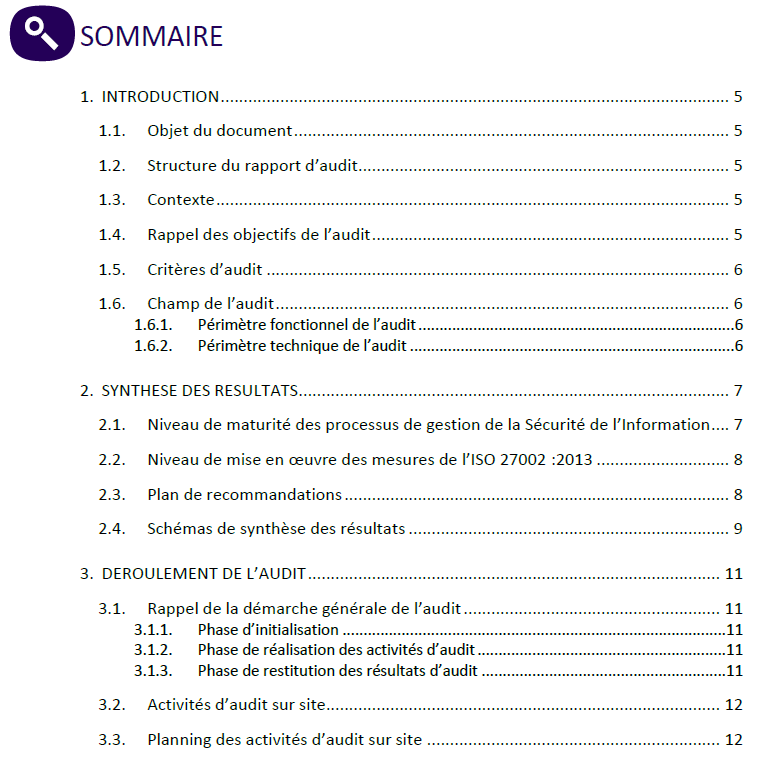 SOMMAIRE
1. INTRODUCTION 5
1.1. Objet du document 5
1.2. Structure du rapport d’audit 5
1.3. Contexte 5
1.4. Rappel des objectifs de l’audit 5
1.5. Critères d’audit 6
1.6. Champ de l’audit 6
1.6.1. Périmètre fonctionnel de l’audit 6
1.6.2. Périmètre technique de l’audit 6
2. SYNTHESE DES RESULTATS 7
2.1. Niveau de maturité des processus de gestion de la Sécurité de l’Information 7
2.2. Niveau de mise en œuvre des mesures de l’ISO 27002 :2013 8
2.3. Plan de recommandations 8
2.4. Schémas de synthèse des résultats 9
3. DEROULEMENT DE L’AUDIT 11
3.1. Rappel de la démarche générale de l’audit 11
3.1.1. Phase d’initialisation 11
3.1.2. Phase de réalisation des activités d’audit 11
3.1.3. Phase de restitution des résultats d’audit 11
3.2. Activités d’audit sur site 12
3.3. Planning des activités d’audit sur site 12